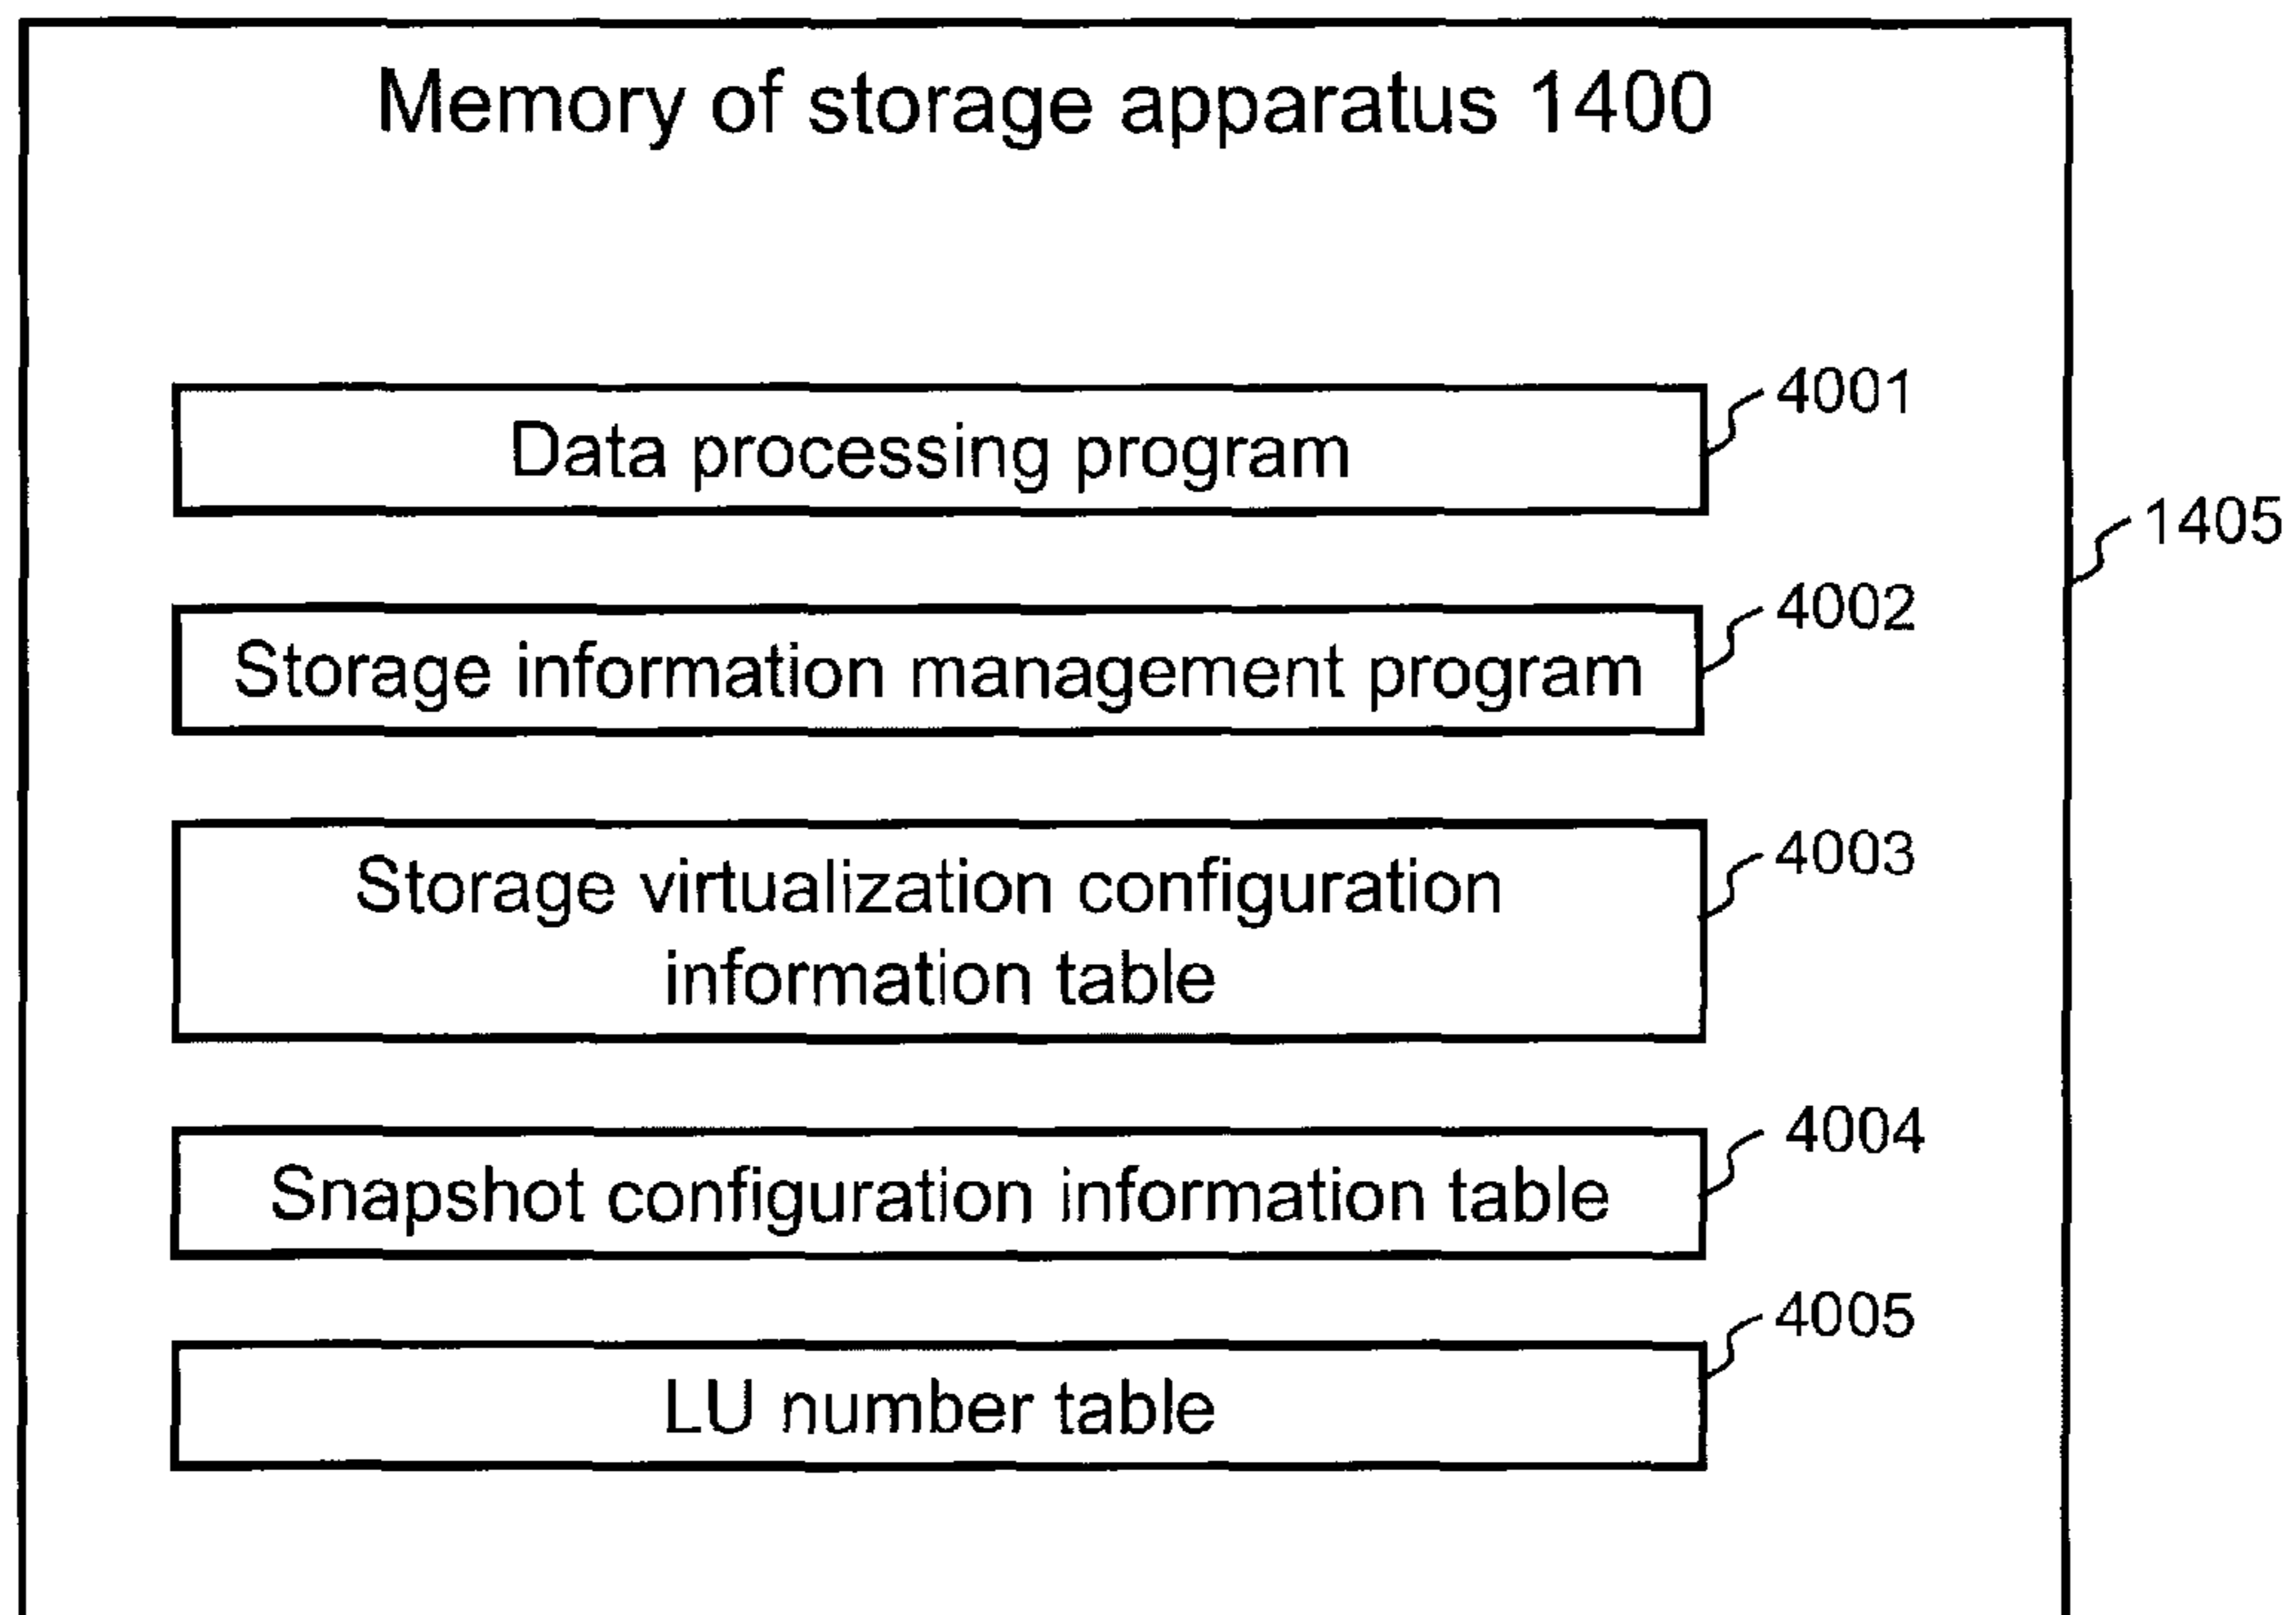 Memory of storage apparatus 1400
4001
Data processing program
1405
4002
Storage information management program
4003
Storage virtualization configuration
information table
4004
Snapshot configuration information table
4005
LU number table